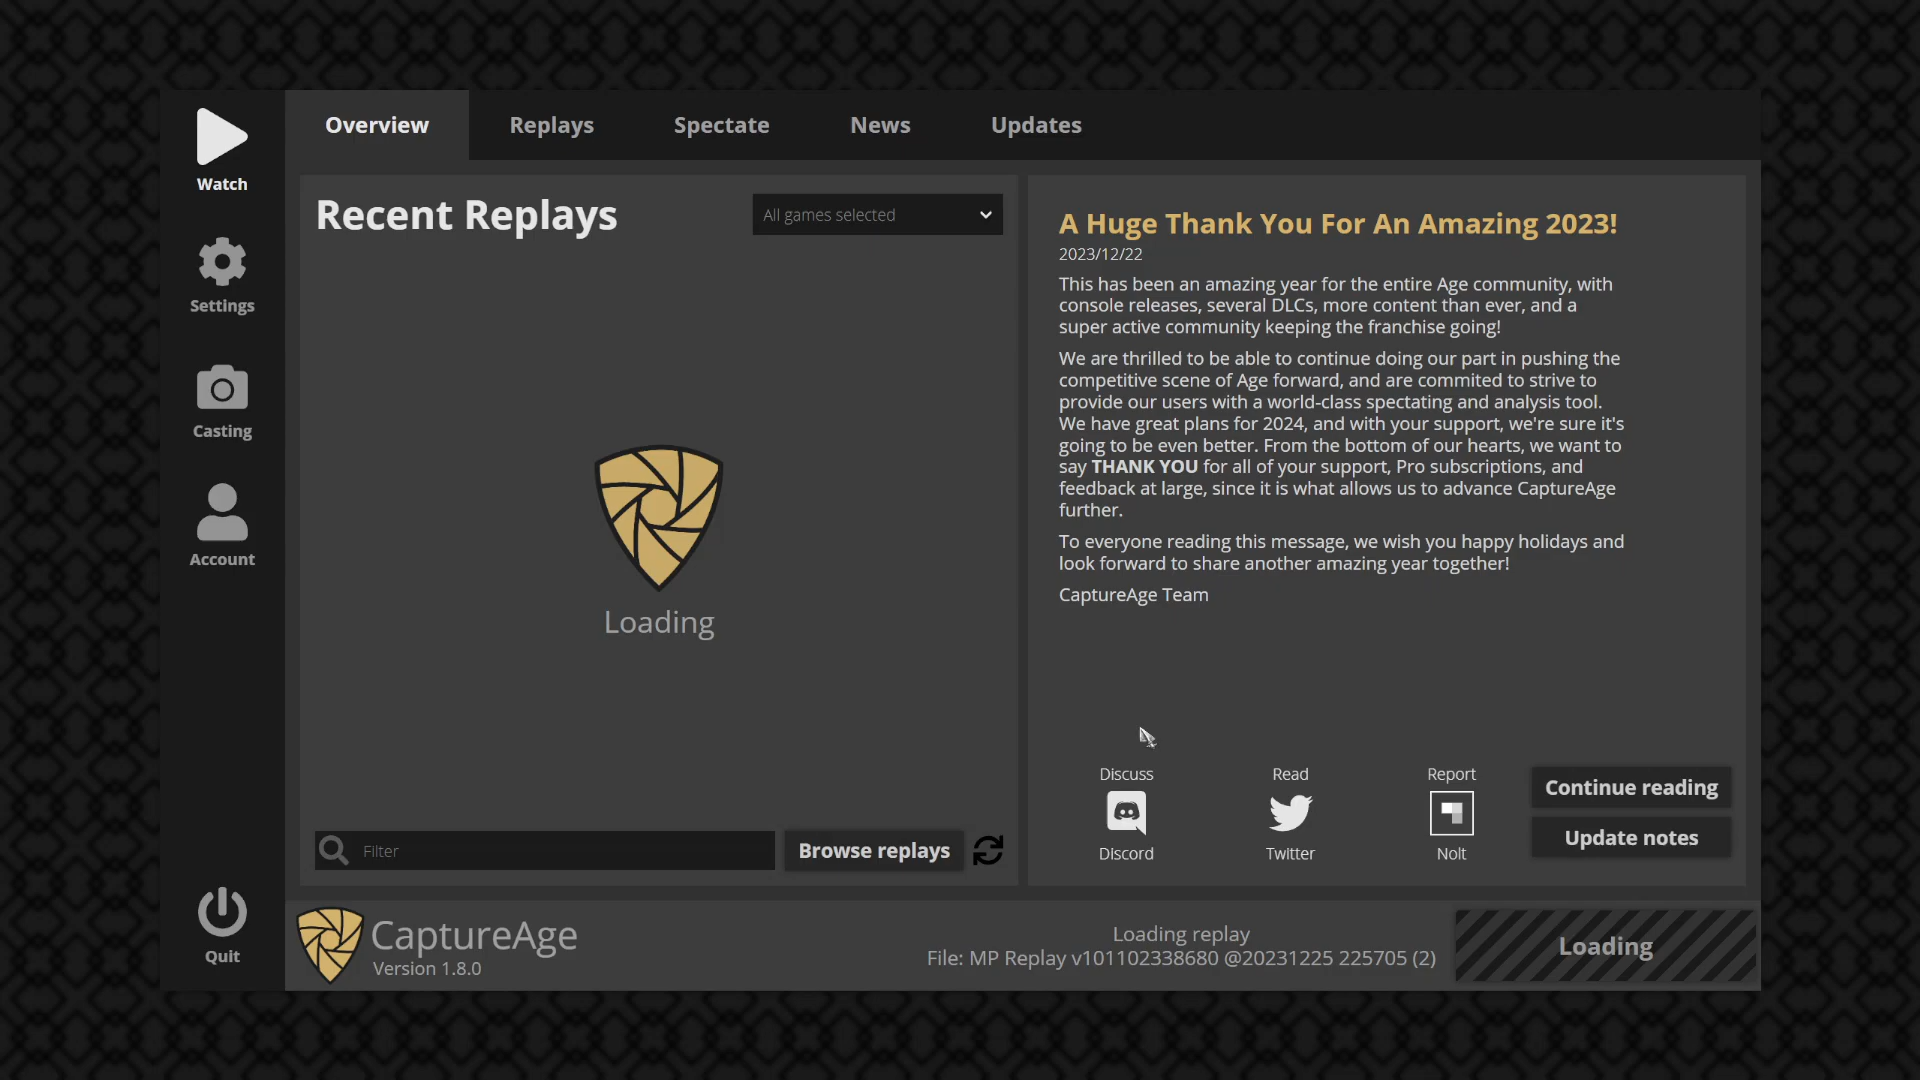 Watch
Settings
Casting
Account
Quit
Overview
Replays
Spectate
News
Updates
Recent Replays
All games selected
Loading
Filter
Browse replays
A Huge Thank You For An Amazing 2023!
2023/12/22
This has been an amazing year for the entire Age community, with
console releases, several DLCs, more content than ever, and a
super active community keeping the franchise going!
We are thrilled to be able to continue doing our part in pushing the
competitive scene of Age forward, and are commited to strive to
provide our users with a world-class spectating and analysis tool.
We have great plans for 2024, and with your support, we're sure it's
going to be even better. From the bottom of our hearts, we want to
say THANK YOU for all of your support, Pro subscriptions, and
feedback at large, since it is what allows us to advance CaptureAge
further.
To everyone reading this message, we wish you happy holidays and
look forward to share another amazing year together!
CaptureAge Team
Discuss
Discord
Read
Twitter
Report
Nolt
Continue reading
Update notes
CaptureAge
Version 1.8.0
Loading replay
File: MP Replay v101102338680 @20231225 225705 (2)
Loading